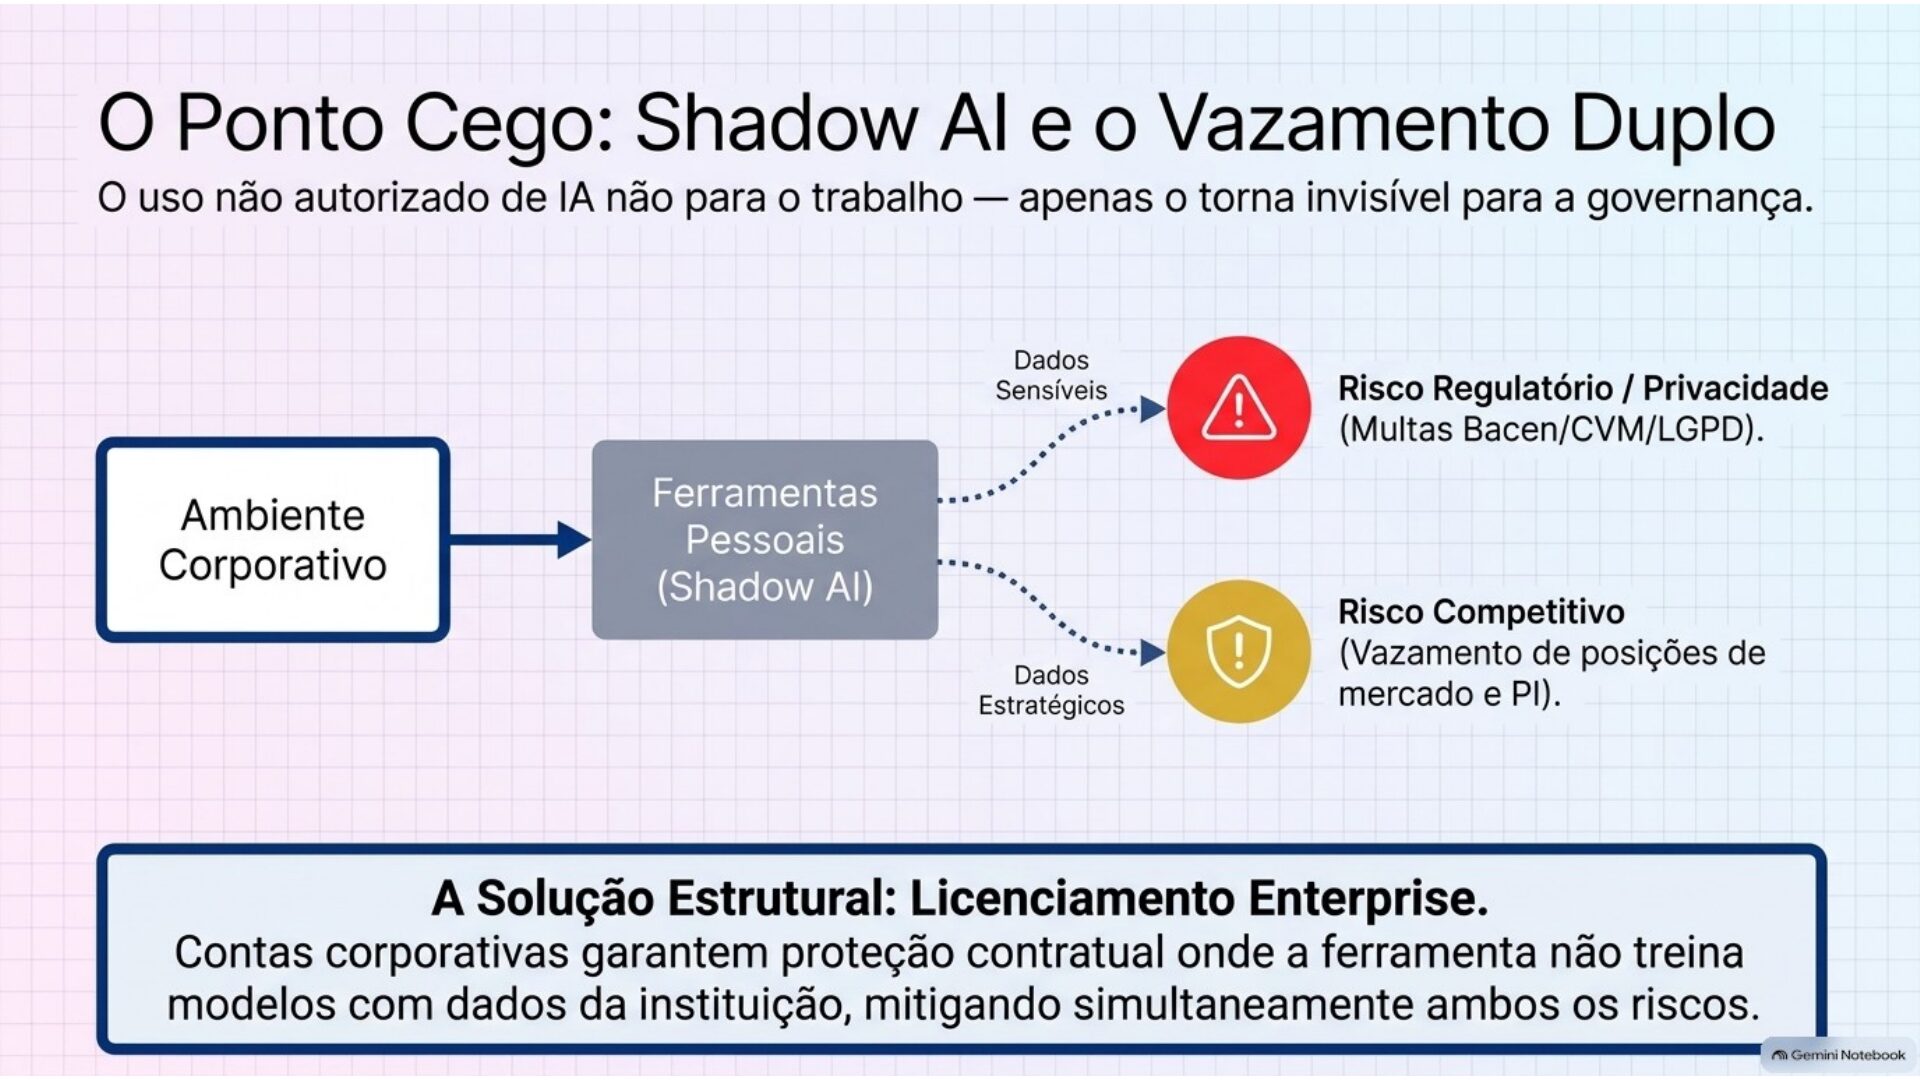 O Ponto Cego: Shadow AI e o Vazamento Duplo
O uso não autorizado de IA não para o trabalho — apenas o torna invisível para a governança.
Ambiente
Corporativo
Ferramentas
Pessoais
(Shadow AI)
Dados
Sensíveis
Risco Regulatório / Privacidade
(Multas Bacen/CVM/LGPD).
Dados
Estratégicos
Risco Competitivo
(Vazamento de posições de
mercado e PI).
A Solução Estrutural: Licenciamento Enterprise.
Contas corporativas garantem proteção contratual onde a ferramenta não treina
modelos com dados da instituição, mitigando simultaneamente ambos os riscos.
Gemini Notebook